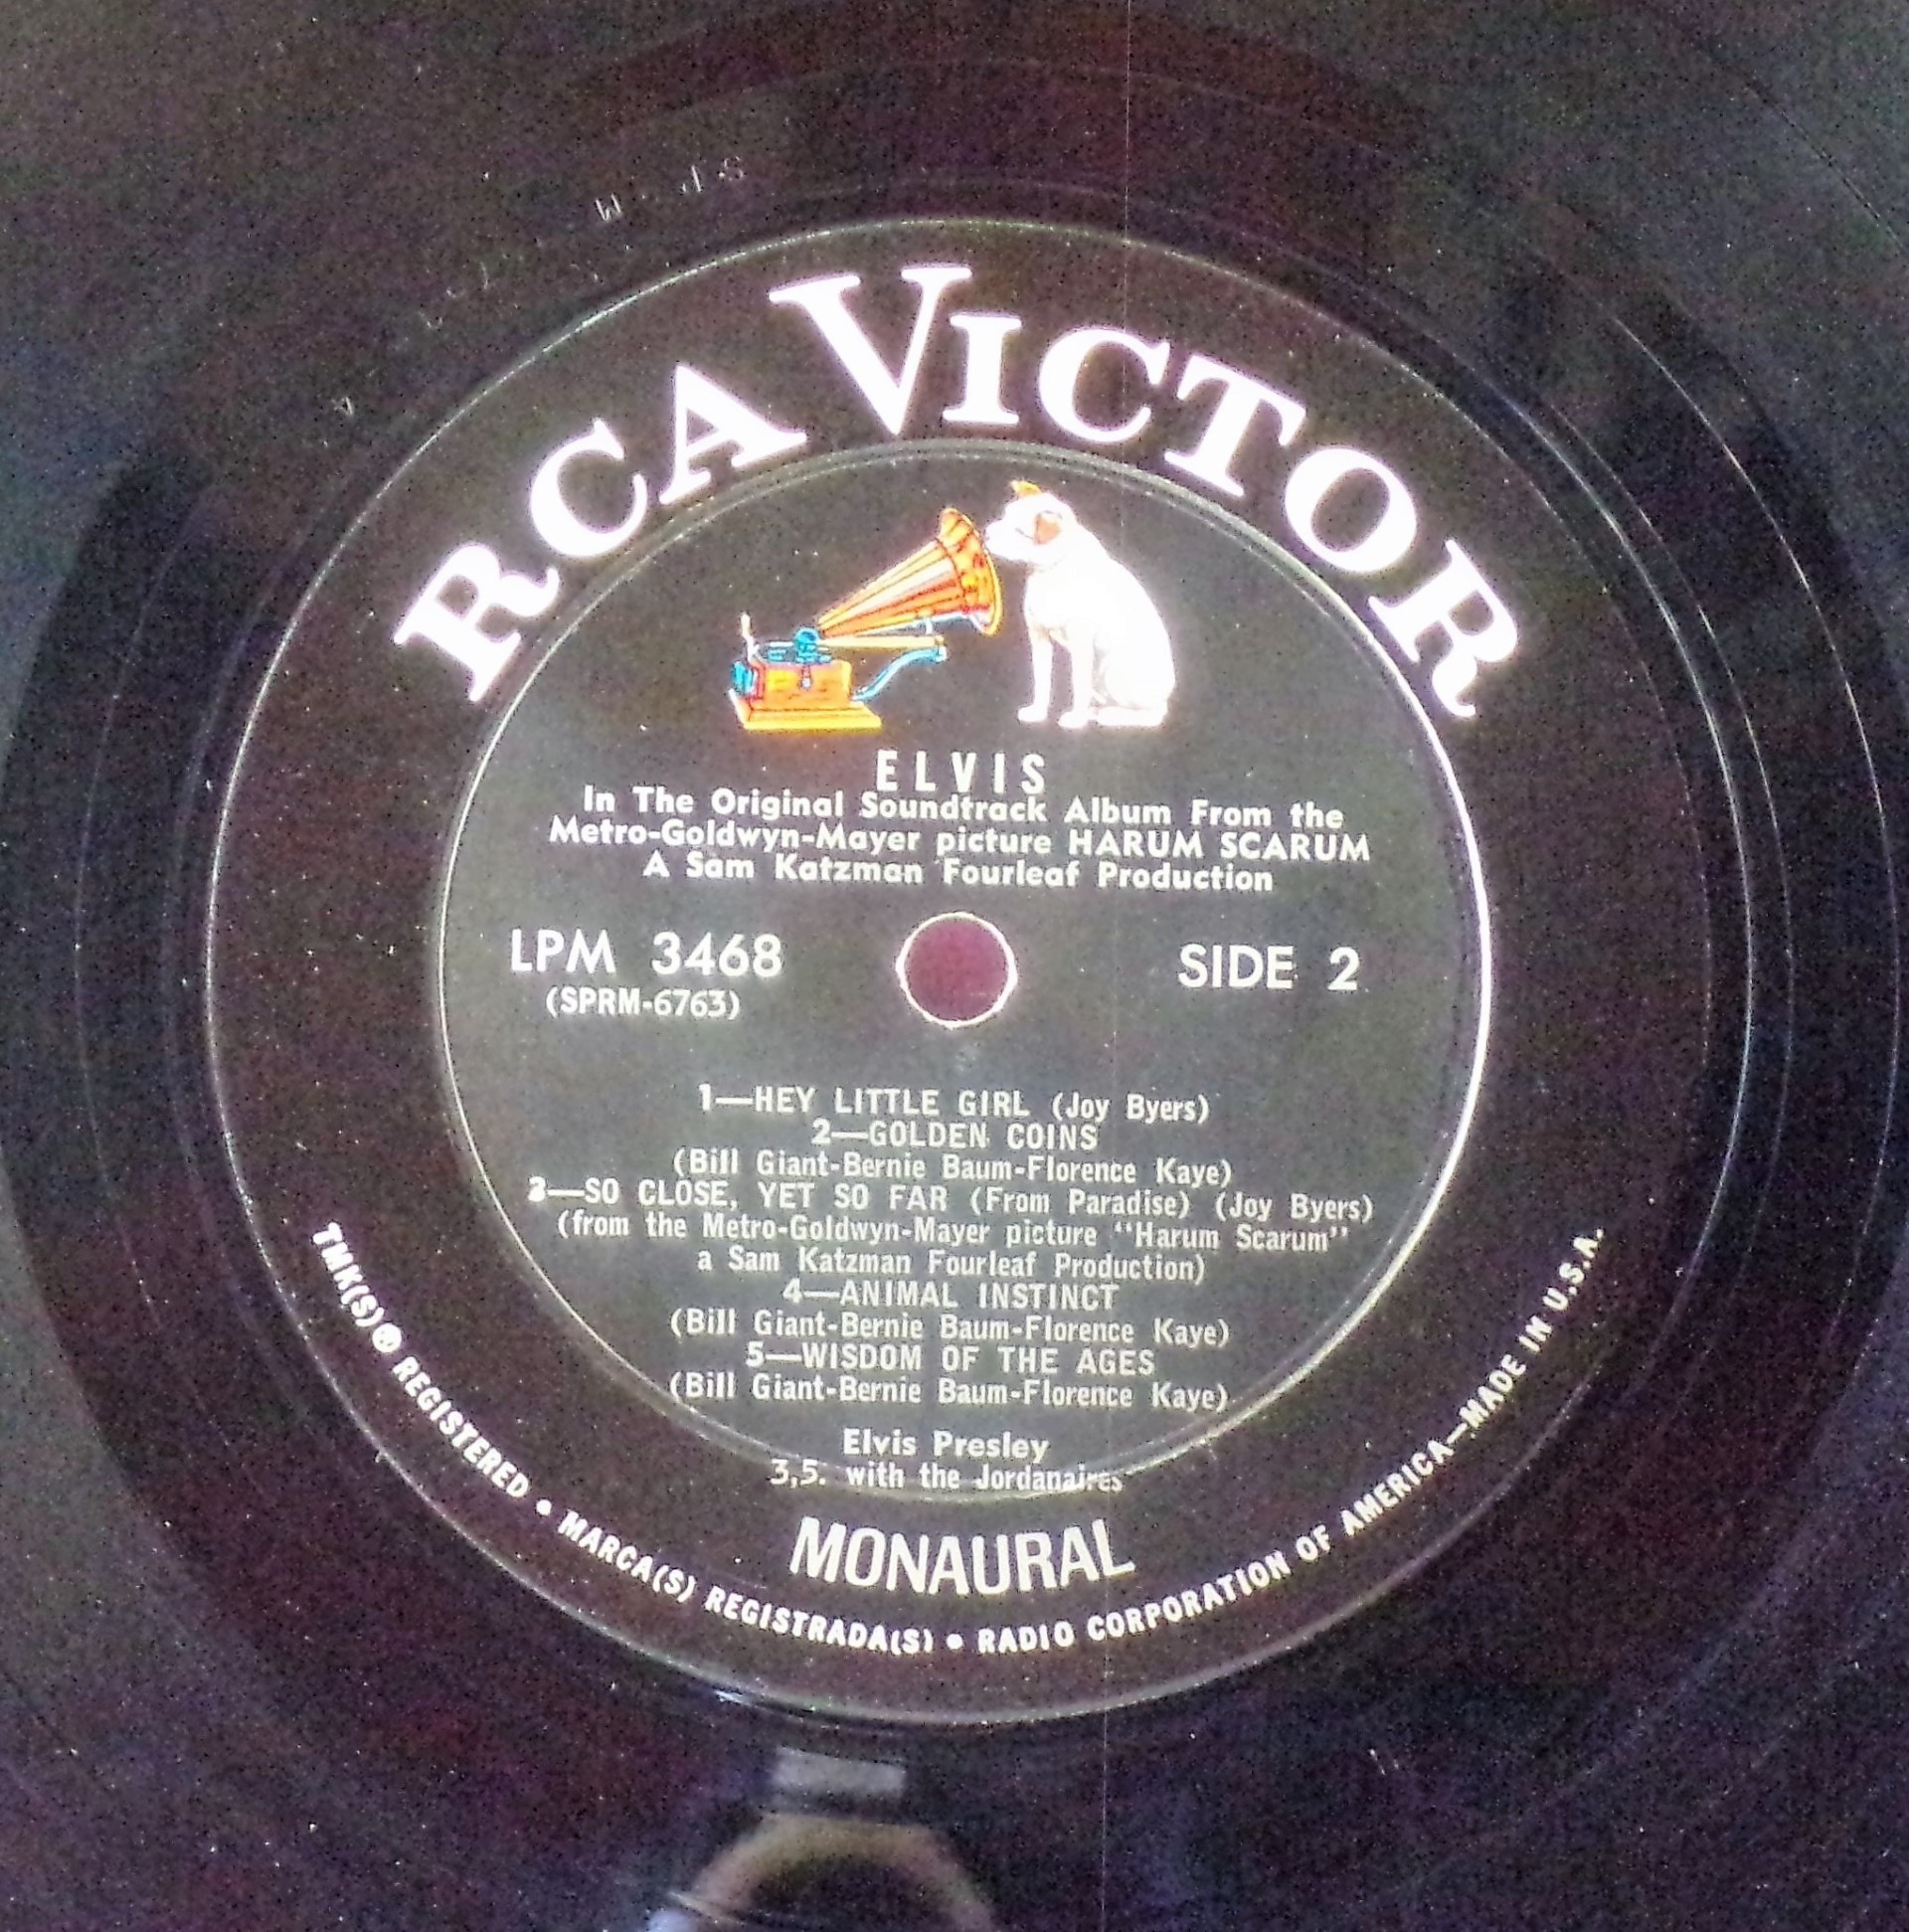 RCA VICTOR
ELVIS
In The Original Soundtrack Album From the
Metro-Goldwyn-Mayer picture HARUM SCARUM
A Sam Katzman Fourleaf Production
LPM 3468
SIDE 2
(SPRM-6763)
1—HEY LITTLE GIRL (Joy Byers)
2—GOLDEN COINS
(Bill Giant-Bernie Baum-Florence Kaye)
3—SO CLOSE, YET SO FAR (From Paradise) (Joy Byers)
(from the Metro-Goldwyn-Mayer picture "Harum Scarum"
a Sam Katzman Fourleaf Production)
4—ANIMAL INSTINCT
(Bill Giant-Bernie Baum-Florence Kaye)
5—WISDOM OF THE AGES
(Bill Giant-Bernie Baum-Florence Kaye)
Elvis Presley
3,5. with the Jordanaires
MONAURAL
TMK(S) ® REGISTERED • MARCA(S) REGISTRADA(S) • RADIO CORPORATION OF AMERICA—MADE IN U.S.A.